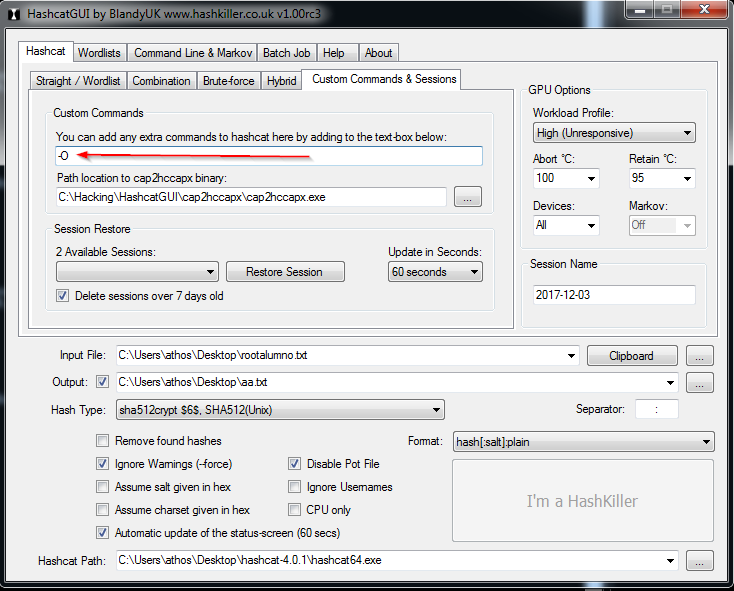 HashcatGUI by BlandyUK www.hashkiller.co.uk v1.00rc3
Hashcat Wordlists Command Line & Markov Batch Job Help About
Straight / Wordlist Combination Brute-force Hybrid Custom Commands & Sessions
Custom Commands
You can add any extra commands to hashcat here by adding to the text-box below:
-O
Path location to cap2hccapx binary:
C:\Hacking\HashcatGUI\cap2hccapx\cap2hccapx.exe ...
Session Restore
2 Available Sessions: Update in Seconds:
Restore Session 60 seconds
Delete sessions over 7 days old
GPU Options
Workload Profile:
High (Unresponsive)
Abort °C: Retain °C:
100 95
Devices: Markov:
All Off
Session Name
2017-12-03
Input File: C:\Users\athos\Desktop\rootalumno.txt Clipboard ...
Output: C:\Users\athos\Desktop\aa.txt ...
Hash Type: sha512crypt $6$, SHA512(Unix) Separator: :
Remove found hashes Format: hash[:salt]:plain
Ignore Warnings (--force) Disable Pot File
Assume salt given in hex Ignore Usernames
Assume charset given in hex CPU only
I'm a HashKiller
Automatic update of the status-screen (60 secs)
Hashcat Path: C:\Users\athos\Desktop\hashcat-4.0.1\hashcat64.exe ...